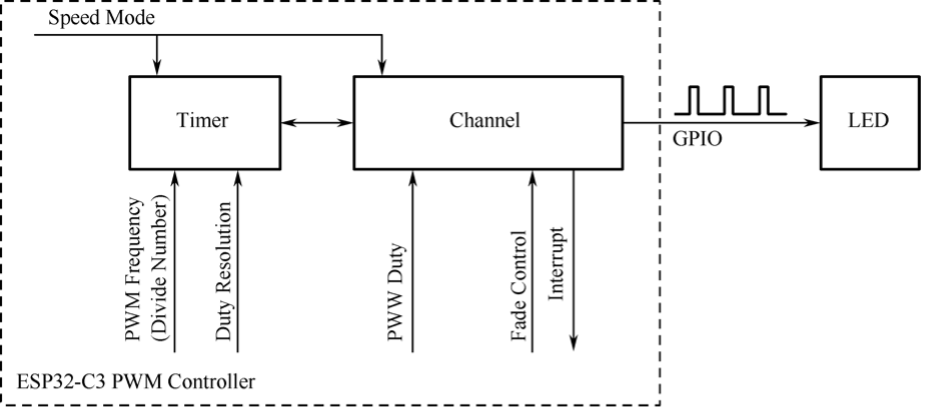 Speed Mode
Timer
Channel
GPIO
LED
PWM Frequency
(Divide Number)
Duty Resolution
PWW Duty
Fade Control
Interrupt
ESP32-C3 PWM Controller